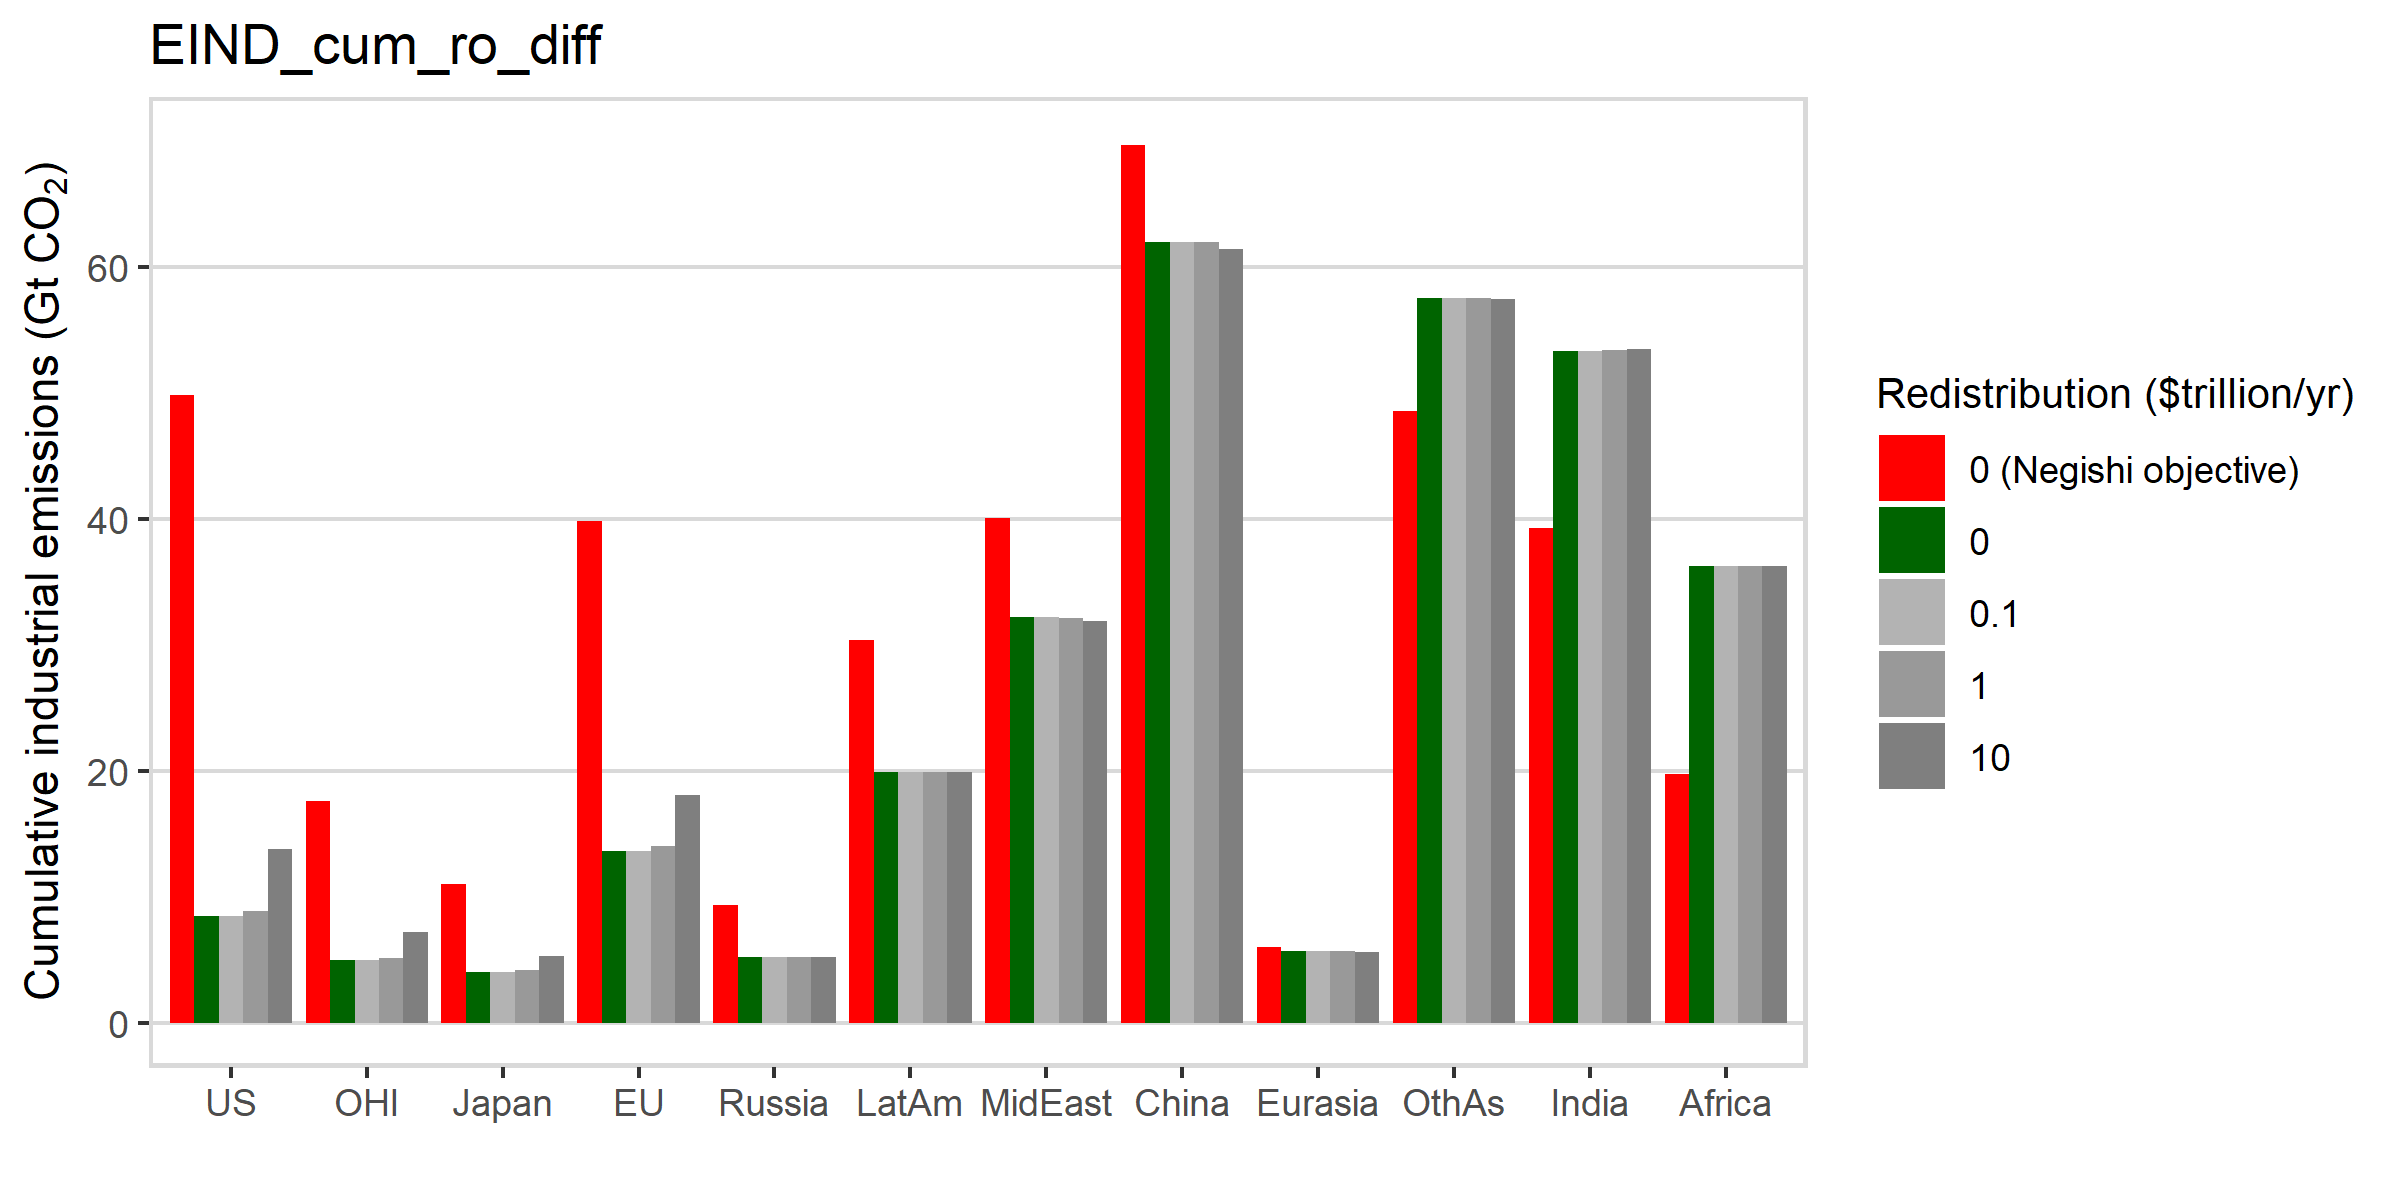 EIND_cum_ro_diff
Cumulative industrial emissions (Gt CO₂)
60
40
20
0
US OHI Japan EU Russia LatAm MidEast China Eurasia OthAs India Africa
Redistribution ($trillion/yr)
0 (Negishi objective)
0
0.1
1
10